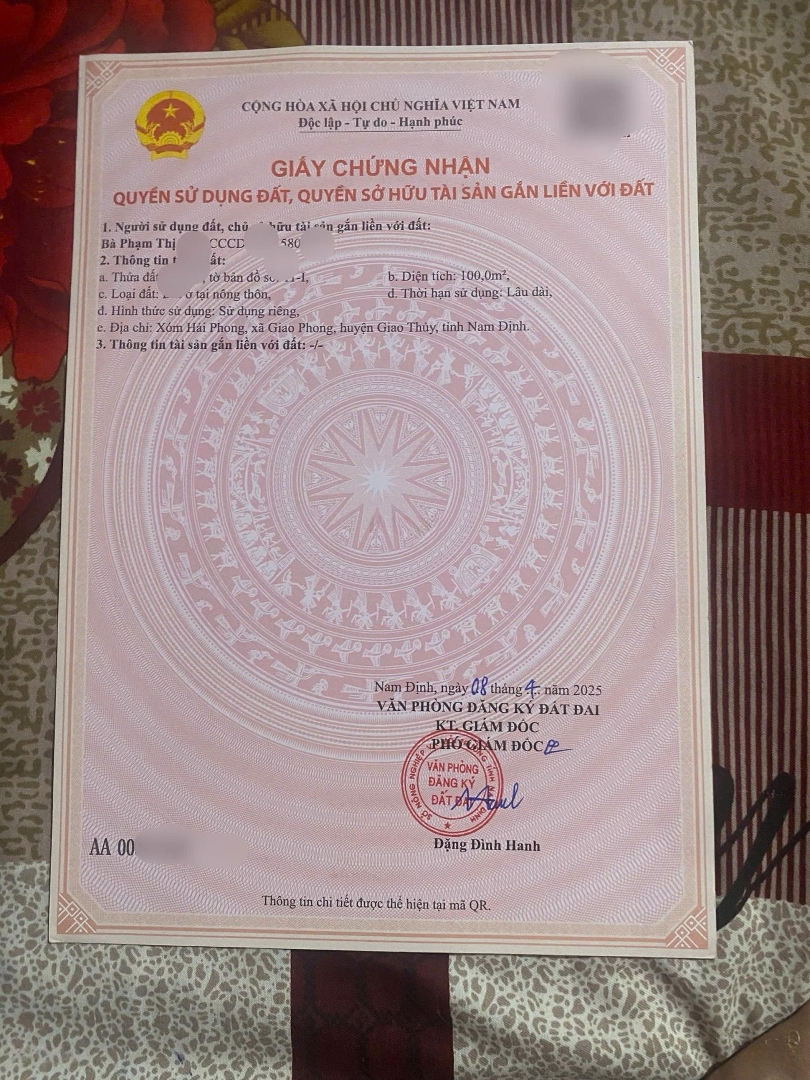 CỘNG HÒA XÃ HỘI CHỦ NGHĨA VIỆT NAM
Độc lập - Tự do - Hạnh phúc
GIẤY CHỨNG NHẬN
QUYỀN SỬ DỤNG ĐẤT, QUYỀN SỞ HỮU TÀI SẢN GẮN LIỀN VỚI ĐẤT
1. Người sử dụng đất, chủ hữu tài sản gắn liền với đất:
Bà Phạm Thị CCCD 580
2. Thông tin ất:
a. Thửa đất , tờ bản đồ b. Diện tích: 100,0m²,
c. Loại đất: ở tại nông thôn, d. Thời hạn sử dụng: Lâu dài,
đ. Hình thức sử dụng: Sử dụng riêng,
e. Địa chỉ: Xóm Hải Phong, xã Giao Phong, huyện Giao Thủy, tỉnh Nam Định.
3. Thông tin tài sản gắn liền với đất: -/-
Nam Định, ngày 08 tháng 4 năm 2025
VĂN PHÒNG ĐĂNG KÝ ĐẤT ĐAI
KT. GIÁM ĐỐC
PHÓ GIÁM ĐỐC
VĂN PHÒNG
ĐĂNG KÝ
ĐẤT
Đặng Đình Hanh
AA 00
Thông tin chi tiết được thể hiện tại mã QR.